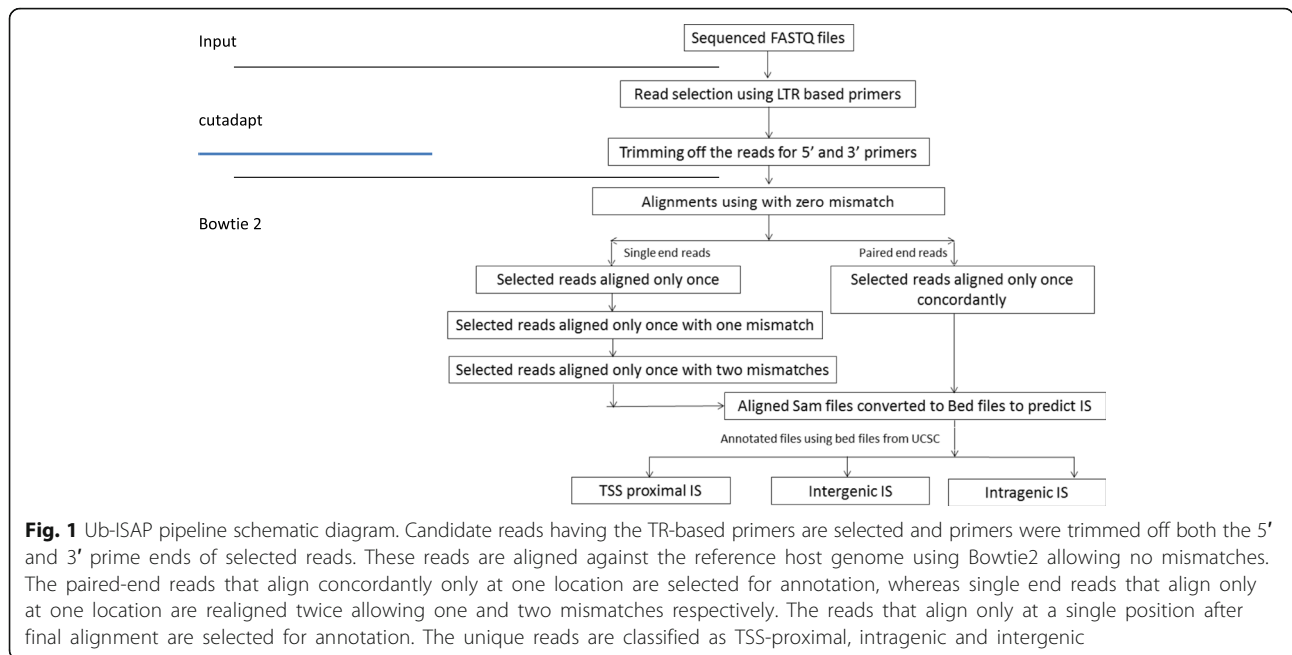 Input
Sequenced FASTQ files
Read selection using LTR based primers
cutadapt
Trimming off the reads for 5′ and 3′ primers
Alignments using with zero mismatch
Bowtie 2
Single end reads
Paired end reads
Selected reads aligned only once
Selected reads aligned only once
concordantly
Selected reads aligned only once with one mismatch
Selected reads aligned only once with two mismatches
Aligned Sam files converted to Bed files to predict IS
Annotated files using bed files from UCSC
TSS proximal IS
Intergenic IS
Intragenic IS
Fig. 1 Ub-ISAP pipeline schematic diagram. Candidate reads having the TR-based primers are selected and primers were trimmed off both the 5′
and 3′ prime ends of selected reads. These reads are aligned against the reference host genome using Bowtie2 allowing no mismatches.
The paired-end reads that align concordantly only at one location are selected for annotation, whereas single end reads that align only
at one location are realigned twice allowing one and two mismatches respectively. The reads that align only at a single position after
final alignment are selected for annotation. The unique reads are classified as TSS-proximal, intragenic and intergenic